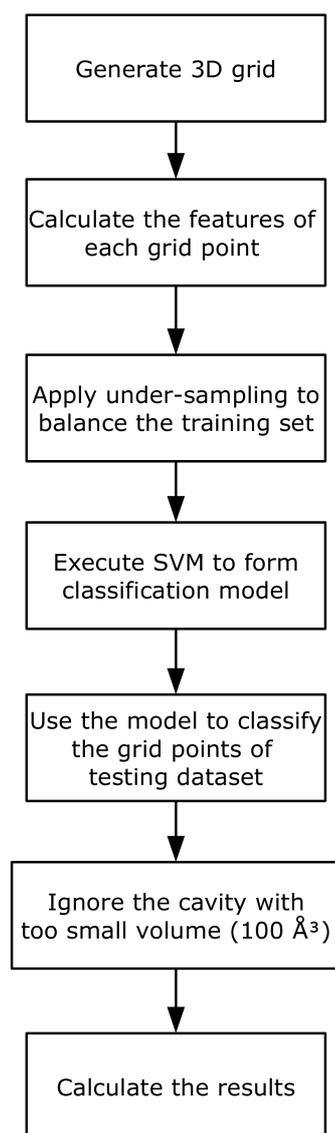 Generate 3D grid
Calculate the features of
each grid point
Apply under-sampling to
balance the training set
Execute SVM to form
classification model
Use the model to classify
the grid points of
testing dataset
Ignore the cavity with
too small volume (100 Å³)
Calculate the results